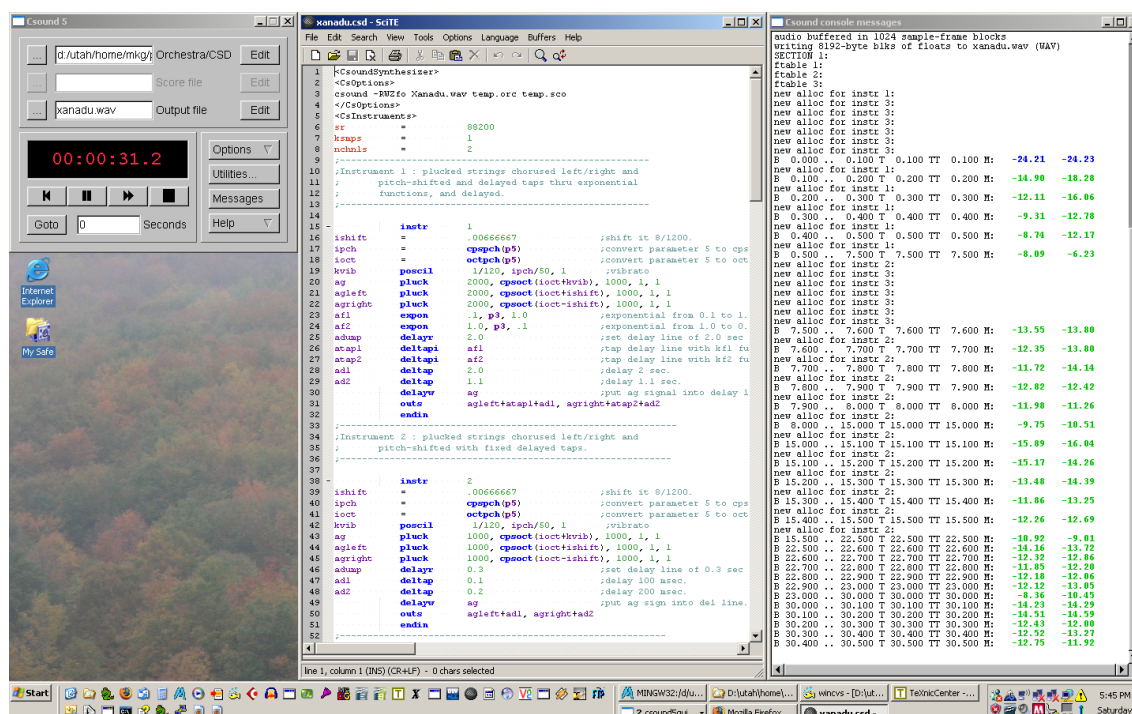 Csound 5
... d:/utah/home/mkg/p Orchestra/CSD Edit
... Score file Edit
... xanadu.wav Output file Edit
00:00:31.2
Options
Utilities...
Messages
Goto 0 Seconds Help
Internet
Explorer
My Safe
xanadu.csd - SciTE
File Edit Search View Tools Options Language Buffers Help
1 <CsoundSynthesizer>
2 <CsOptions>
3 csound -RWZfo Xanadu.wav temp.orc temp.sco
4 </CsOptions>
5 <CsInstruments>
6 sr = 88200
7 ksmps = 1
8 nchnls = 2
9 ;---------------------------------------------------------
10 ;Instrument 1 : plucked strings chorused left/right and
11 ; pitch-shifted and delayed taps thru exponential
12 ; functions, and delayed.
13 ;---------------------------------------------------------
14
15 - instr 1
16 ishift = .00666667 ;shift it 8/1200.
17 ipch = cpspch(p5) ;convert parameter 5 to cps
18 ioct = octpch(p5) ;convert parameter 5 to oct
19 kvib poscil 1/120, ipch/50, 1 ;vibrato
20 ag pluck 2000, cpsoct(ioct+kvib), 1000, 1, 1
21 agleft pluck 2000, cpsoct(ioct+ishift), 1000, 1, 1
22 agright pluck 2000, cpsoct(ioct-ishift), 1000, 1, 1
23 af1 expon .1, p3, 1.0 ;exponential from 0.1 to 1.
24 af2 expon 1.0, p3, .1 ;exponential from 1.0 to 0.
25 adump delayr 2.0 ;set delay line of 2.0 sec
26 atap1 deltapi af1 ;tap delay line with kf1 fu
27 atap2 deltapi af2 ;tap delay line with kf2 fu
28 ad1 deltap 2.0 ;delay 2 sec.
29 ad2 deltap 1.1 ;delay 1.1 sec.
30 delayw ag ;put ag signal into delay l
31 outs agleft+atap1+ad1, agright+atap2+ad2
32 endin
33 ;---------------------------------------------------------
34 ;Instrument 2 : plucked strings chorused left/right and
35 ; pitch-shifted with fixed delayed taps.
36 ;---------------------------------------------------------
37
38 - instr 2
39 ishift = .00666667 ;shift it 8/1200.
40 ipch = cpspch(p5) ;convert parameter 5 to cps
41 ioct = octpch(p5) ;convert parameter 5 to oct
42 kvib poscil 1/120, ipch/50, 1 ;vibrato
43 ag pluck 1000, cpsoct(ioct+kvib), 1000, 1, 1
44 agleft pluck 1000, cpsoct(ioct+ishift), 1000, 1, 1
45 agright pluck 1000, cpsoct(ioct-ishift), 1000, 1, 1
46 adump delayr 0.3 ;set delay line of 0.3 sec
47 ad1 deltap 0.1 ;delay 100 msec.
48 ad2 deltap 0.2 ;delay 200 msec.
49 delayw ag ;put ag sign into del line.
50 outs agleft+ad1, agright+ad2
51 endin
52 ;---------------------------------------------------------
line 1, column 1 (INS) (CR+LF) - 0 chars selected
Csound console messages
audio buffered in 1024 sample-frame blocks
writing 8192-byte blks of floats to xanadu.wav (WAV)
SECTION 1:
ftable 1:
ftable 2:
ftable 3:
new alloc for instr 1:
new alloc for instr 3:
new alloc for instr 3:
new alloc for instr 3:
new alloc for instr 3:
new alloc for instr 3:
new alloc for instr 3:
B 0.000 .. 0.100 T 0.100 TT 0.100 M: -24.21 -24.23
new alloc for instr 1:
B 0.100 .. 0.200 T 0.200 TT 0.200 M: -14.90 -18.28
new alloc for instr 1:
B 0.200 .. 0.300 T 0.300 TT 0.300 M: -12.11 -16.06
new alloc for instr 1:
B 0.300 .. 0.400 T 0.400 TT 0.400 M: -9.31 -12.78
new alloc for instr 1:
B 0.400 .. 0.500 T 0.500 TT 0.500 M: -8.74 -12.17
new alloc for instr 1:
B 0.500 .. 7.500 T 7.500 TT 7.500 M: -8.09 -6.23
new alloc for instr 2:
new alloc for instr 3:
new alloc for instr 3:
new alloc for instr 3:
new alloc for instr 3:
new alloc for instr 3:
new alloc for instr 3:
B 7.500 .. 7.600 T 7.600 TT 7.600 M: -13.55 -13.80
new alloc for instr 2:
B 7.600 .. 7.700 T 7.700 TT 7.700 M: -12.35 -13.80
new alloc for instr 2:
B 7.700 .. 7.800 T 7.800 TT 7.800 M: -11.72 -14.14
new alloc for instr 2:
B 7.800 .. 7.900 T 7.900 TT 7.900 M: -12.82 -12.42
new alloc for instr 2:
B 7.900 .. 8.000 T 8.000 TT 8.000 M: -11.98 -11.26
new alloc for instr 2:
B 8.000 .. 15.000 T 15.000 TT 15.000 M: -9.75 -10.51
new alloc for instr 2:
B 15.000 .. 15.100 T 15.100 TT 15.100 M: -15.89 -16.04
new alloc for instr 2:
B 15.100 .. 15.200 T 15.200 TT 15.200 M: -15.17 -14.26
new alloc for instr 2:
B 15.200 .. 15.300 T 15.300 TT 15.300 M: -13.48 -14.39
new alloc for instr 2:
B 15.300 .. 15.400 T 15.400 TT 15.400 M: -11.86 -13.25
new alloc for instr 2:
B 15.400 .. 15.500 T 15.500 TT 15.500 M: -12.26 -12.69
new alloc for instr 2:
B 15.500 .. 22.500 T 22.500 TT 22.500 M: -10.92 -9.01
B 22.500 .. 22.600 T 22.600 TT 22.600 M: -14.16 -13.72
B 22.600 .. 22.700 T 22.700 TT 22.700 M: -12.32 -12.86
B 22.700 .. 22.800 T 22.800 TT 22.800 M: -11.85 -12.20
B 22.800 .. 22.900 T 22.900 TT 22.900 M: -12.18 -12.06
B 22.900 .. 23.000 T 23.000 TT 23.000 M: -12.12 -13.05
B 23.000 .. 30.000 T 30.000 TT 30.000 M: -8.36 -10.45
B 30.000 .. 30.100 T 30.100 TT 30.100 M: -14.23 -14.29
B 30.100 .. 30.200 T 30.200 TT 30.200 M: -14.51 -14.59
B 30.200 .. 30.300 T 30.300 TT 30.300 M: -12.43 -12.00
B 30.300 .. 30.400 T 30.400 TT 30.400 M: -12.52 -13.27
B 30.400 .. 30.500 T 30.500 TT 30.500 M: -12.75 -11.92
Start
MINGW32:/d/u... D:\utah\home\... wincvs - [D:\ut... TeXnicCenter -... 5:45 PM
2 csound5gui... Mozilla Firefox xanadu.csd - Saturday